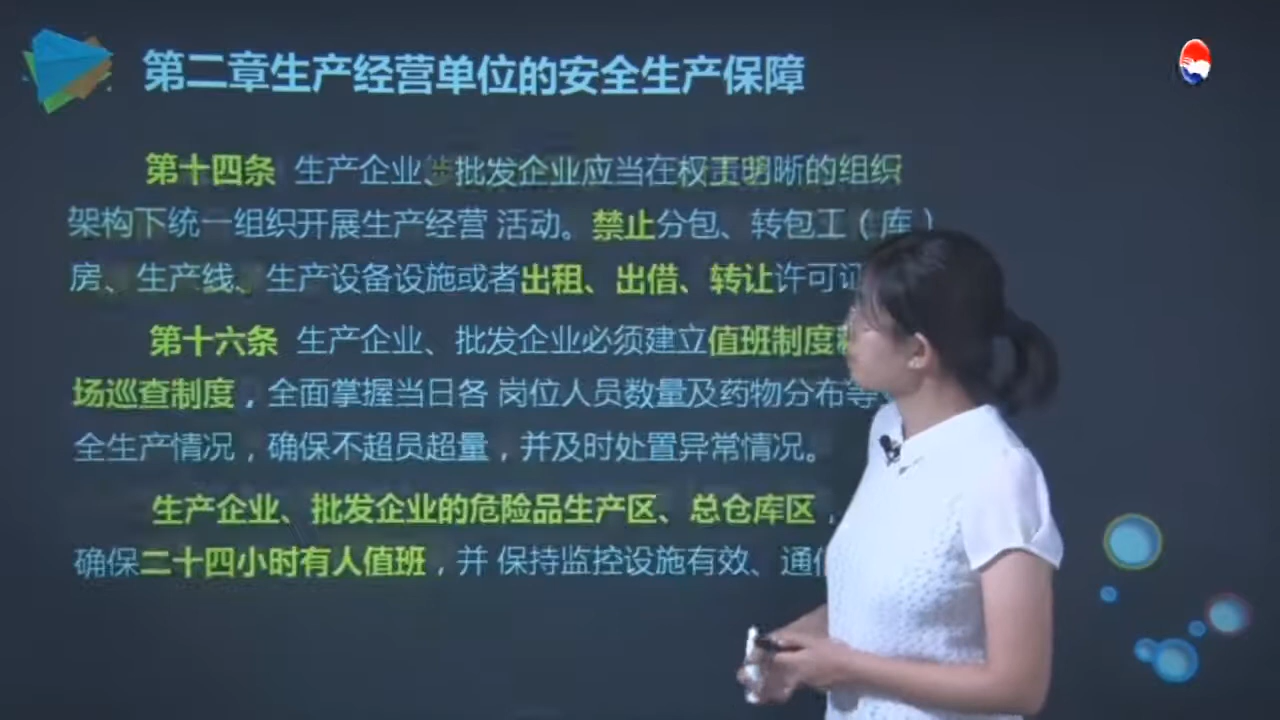 第二章生产经营单位的安全生产保障
第十四条 生产企业、批发企业应当在权责明晰的组织
架构下统一组织开展生产经营 活动。禁止分包、转包工（库）
房、生产线、生产设备设施或者出租、出借、转让许可证
第十六条 生产企业、批发企业必须建立值班制度
场巡查制度，全面掌握当日各 岗位人员数量及药物分布等
全生产情况，确保不超员超量，并及时处置异常情况。
生产企业、批发企业的危险品生产区、总仓库区，
确保二十四小时有人值班，并 保持监控设施有效、通